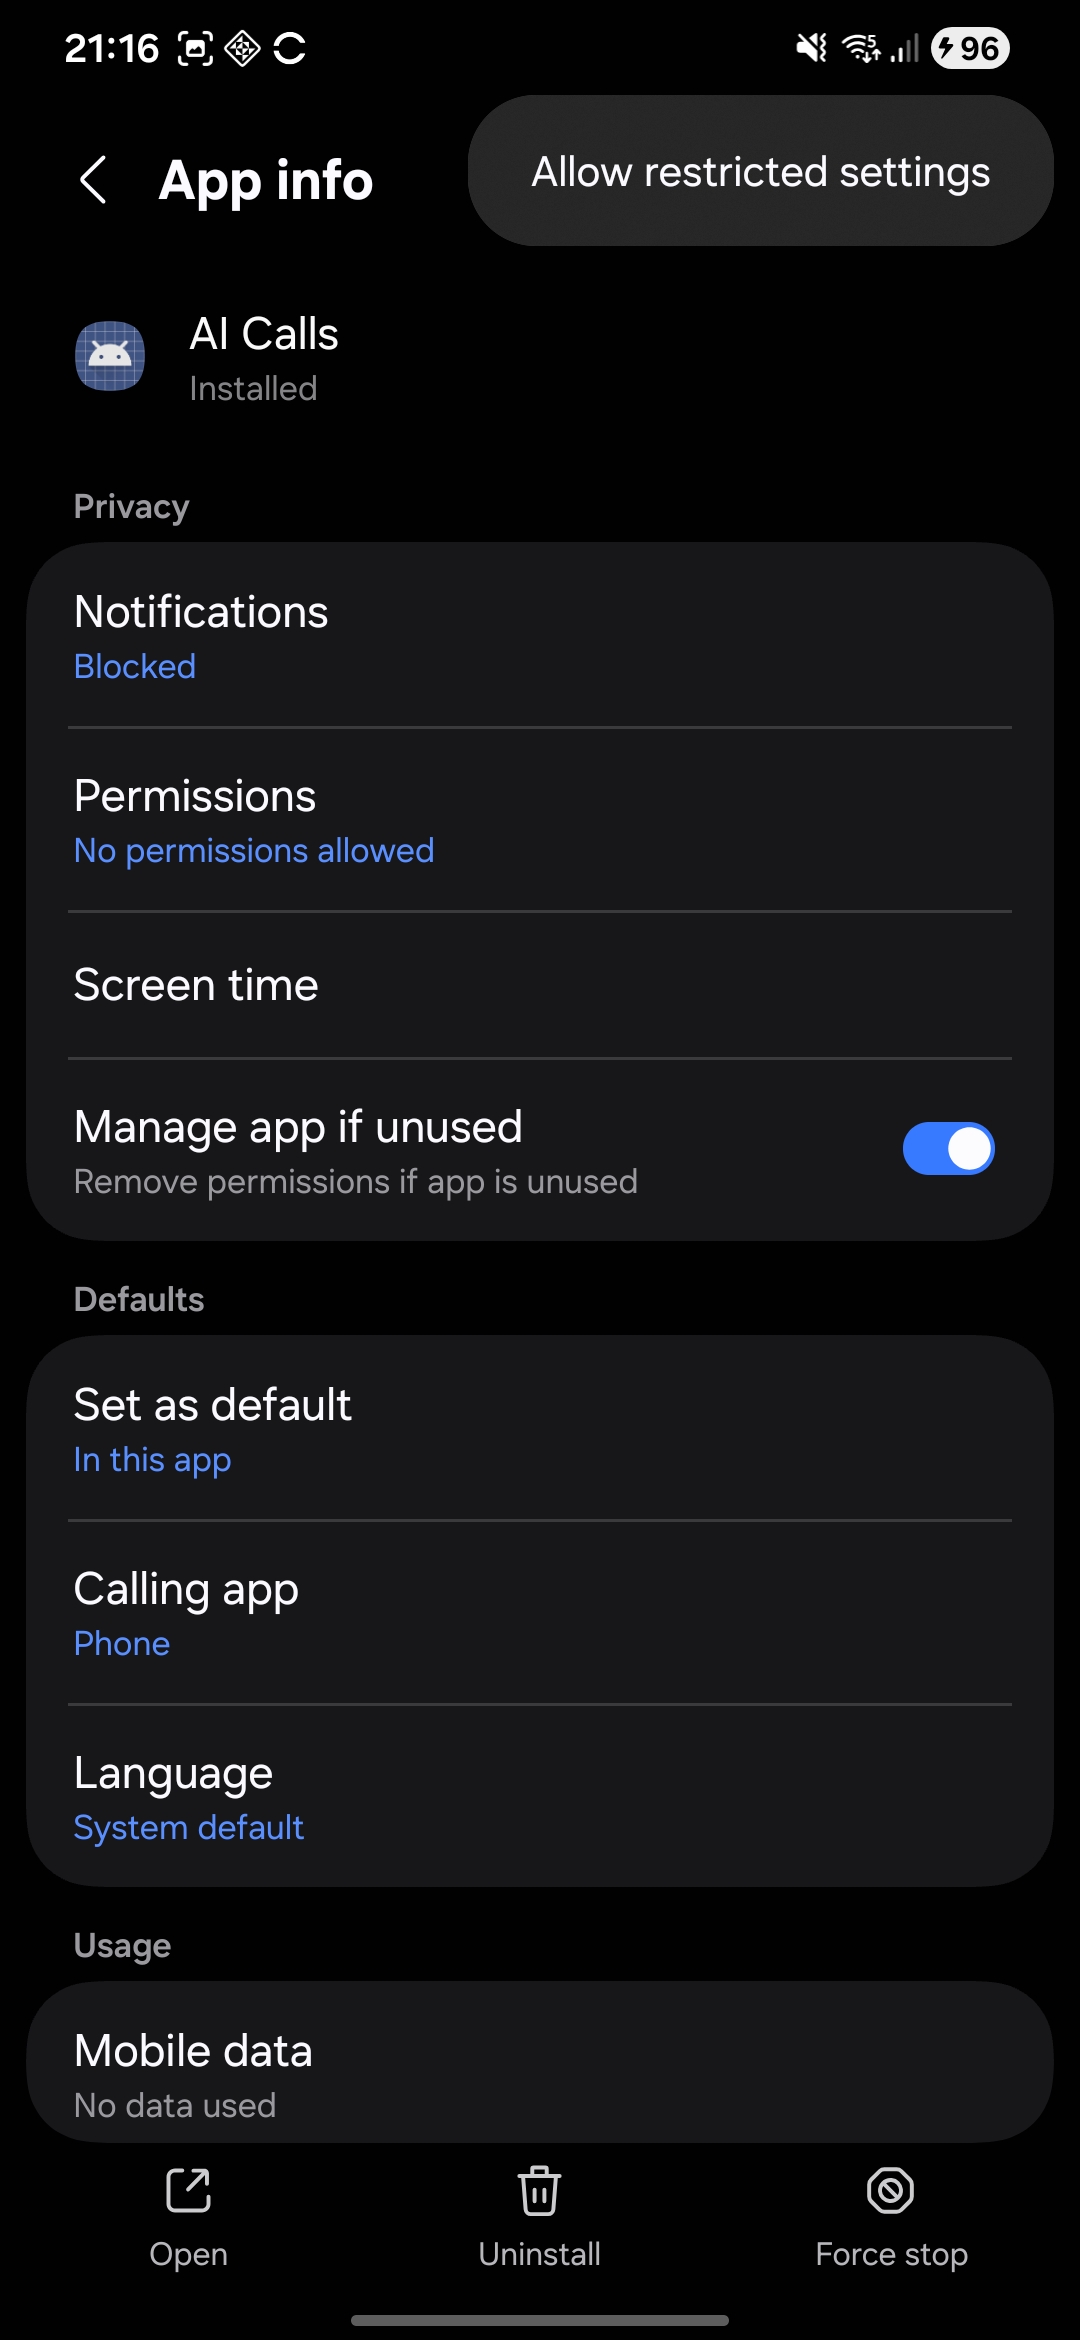 21:16
5
96
App info
Allow restricted settings
AI Calls
Installed
Privacy
Notifications
Blocked
Permissions
No permissions allowed
Screen time
Manage app if unused
Remove permissions if app is unused
Defaults
Set as default
In this app
Calling app
Phone
Language
System default
Usage
Mobile data
No data used
Open
Uninstall
Force stop